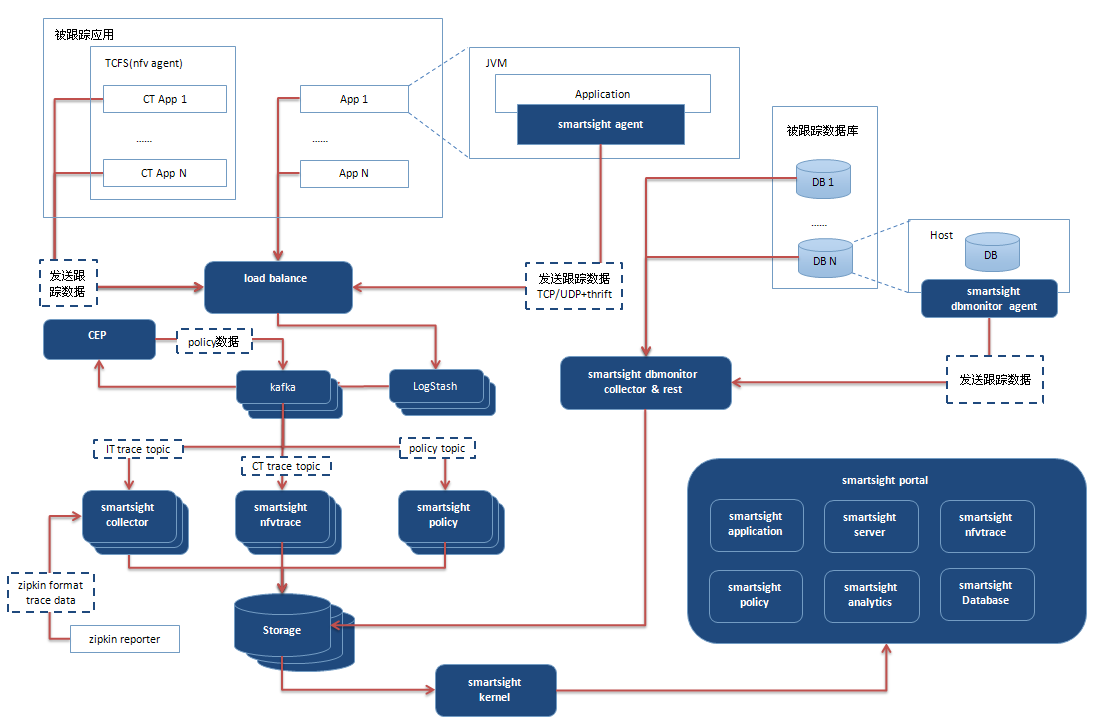 被跟踪应用
TCFS(nfv agent)
CT App 1
......
CT App N
App 1
......
App N
JVM
Application
smartsight agent
被跟踪数据库
DB 1
......
DB N
Host
DB
smartsight
dbmonitor agent
发送跟
踪数据
load balance
发送跟踪数据
TCP/UDP+thrift
CEP
policy数据
kafka
LogStash
smartsight dbmonitor
collector & rest
发送跟踪数据
IT trace topic
CT trace topic
policy topic
smartsight
collector
smartsight
nfvtrace
smartsight
policy
zipkin format
trace data
zipkin reporter
Storage
smartsight
kernel
smartsight portal
smartsight
application
smartsight
server
smartsight
nfvtrace
smartsight
policy
smartsight
analytics
smartsight
Database